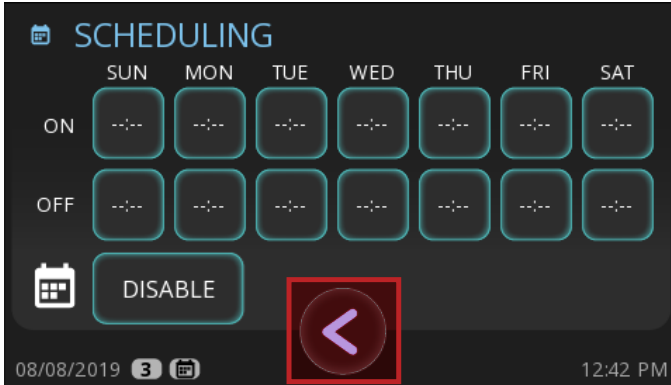 SCHEDULING
SUN MON TUE WED THU FRI SAT
ON --:-- --:-- --:-- --:-- --:-- --:-- --:--
OFF --:-- --:-- --:-- --:-- --:-- --:-- --:--
DISABLE
08/08/2019 3 12:42 PM